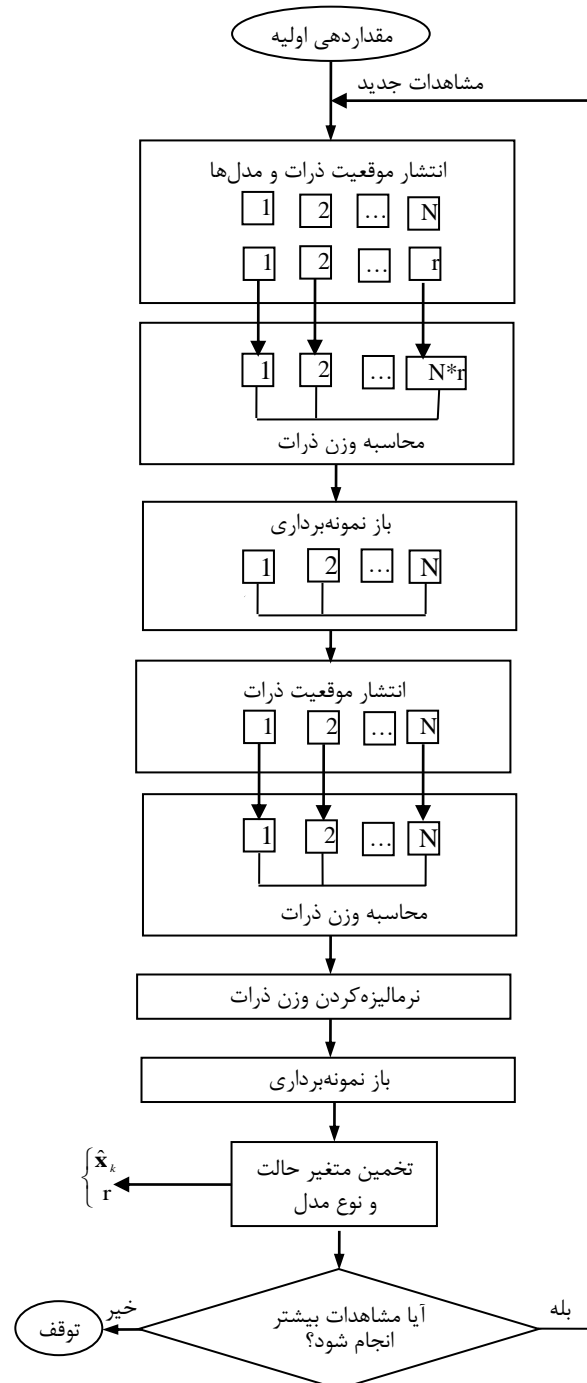 مقداردهی اولیه
مشاهدات جدید
انتشار موقعیت ذرات و مدل‌ها
1 2 ... N
1 2 ... r
1 2 ... N*r
محاسبه وزن ذرات
باز نمونه‌برداری
1 2 ... N
انتشار موقعیت ذرات
1 2 ... N
1 2 ... N
محاسبه وزن ذرات
نرمالیزه‌کردن وزن ذرات
باز نمونه‌برداری
تخمین متغیر حالت
و نوع مدل
x̂k
r
آیا مشاهدات بیشتر
انجام شود؟
بله
خیر
توقف